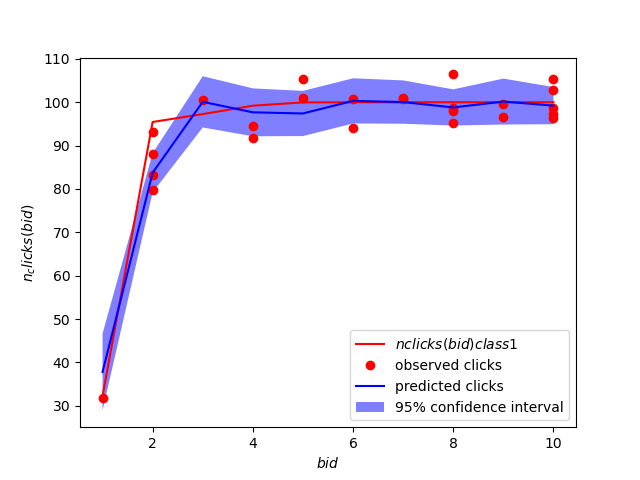 110
100
90
80
70
60
50
40
30
n_clicks(bid)
nclicks(bid)class1
observed clicks
predicted clicks
95% confidence interval
2 4 6 8 10
bid